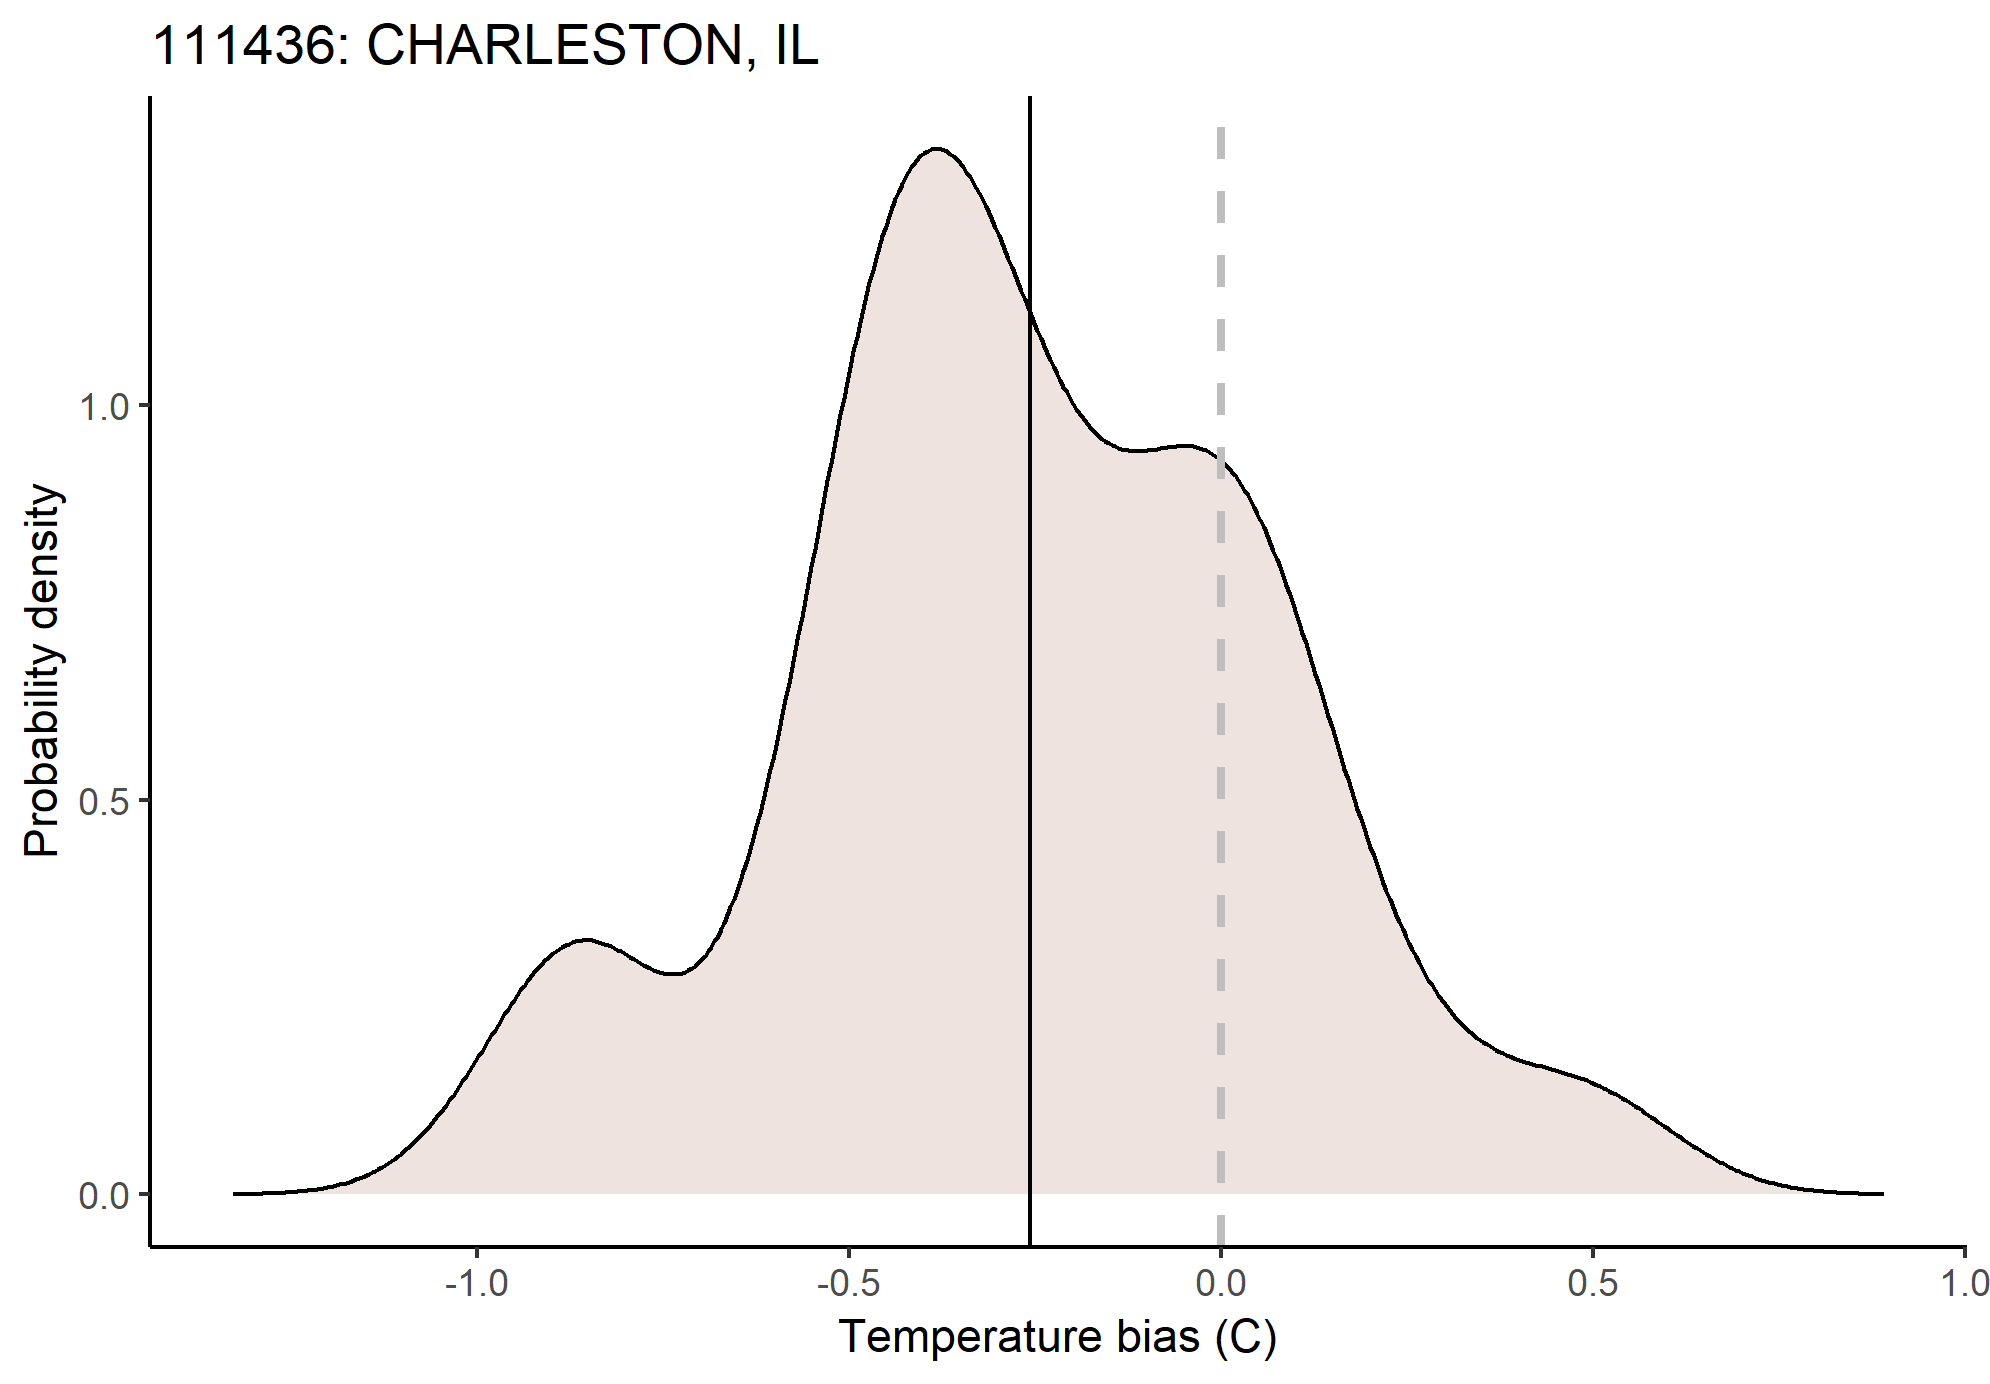 111436: CHARLESTON, IL
Probability density
1.0
0.5
0.0
-1.0 -0.5 0.0 0.5 1.0
Temperature bias (C)